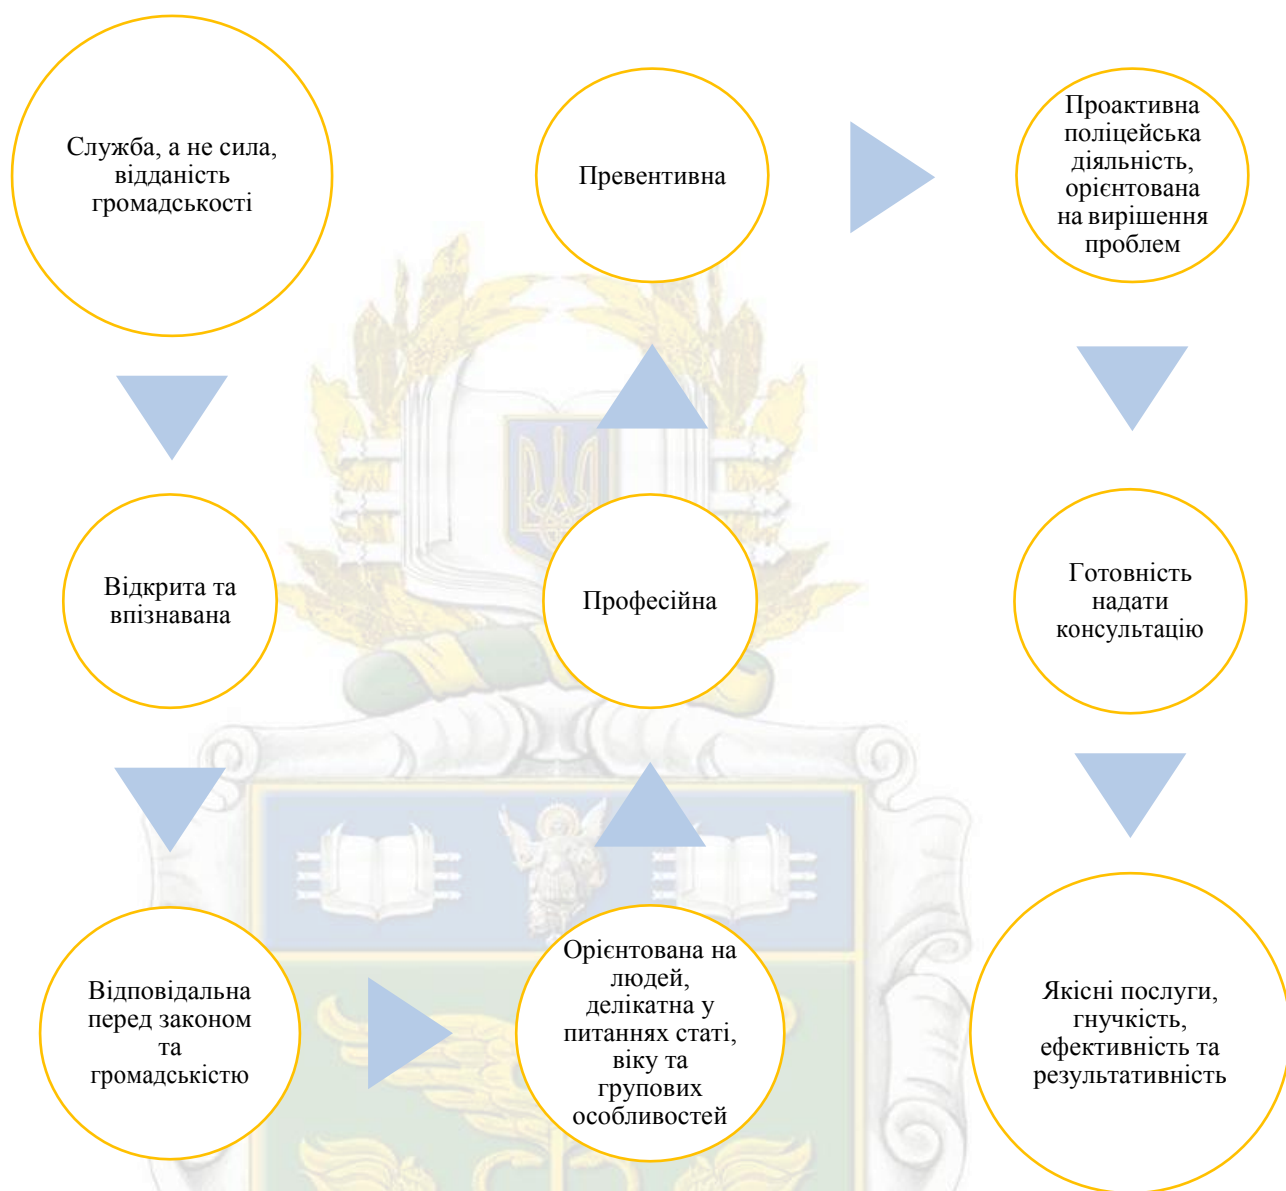 Служба, а не сила,
відданість
громадськості
Відкрита та
впізнавана
Відповідальна
перед законом
та
громадськістю
Орієнтована на
людей,
делікатна у
питаннях статі,
віку та
групових
особливостей
Професійна
Превентивна
Проактивна
поліцейська
діяльність,
орієнтована
на вирішення
проблем
Готовність
надати
консультацію
Якісні послуги,
гнучкість,
ефективність та
результативність